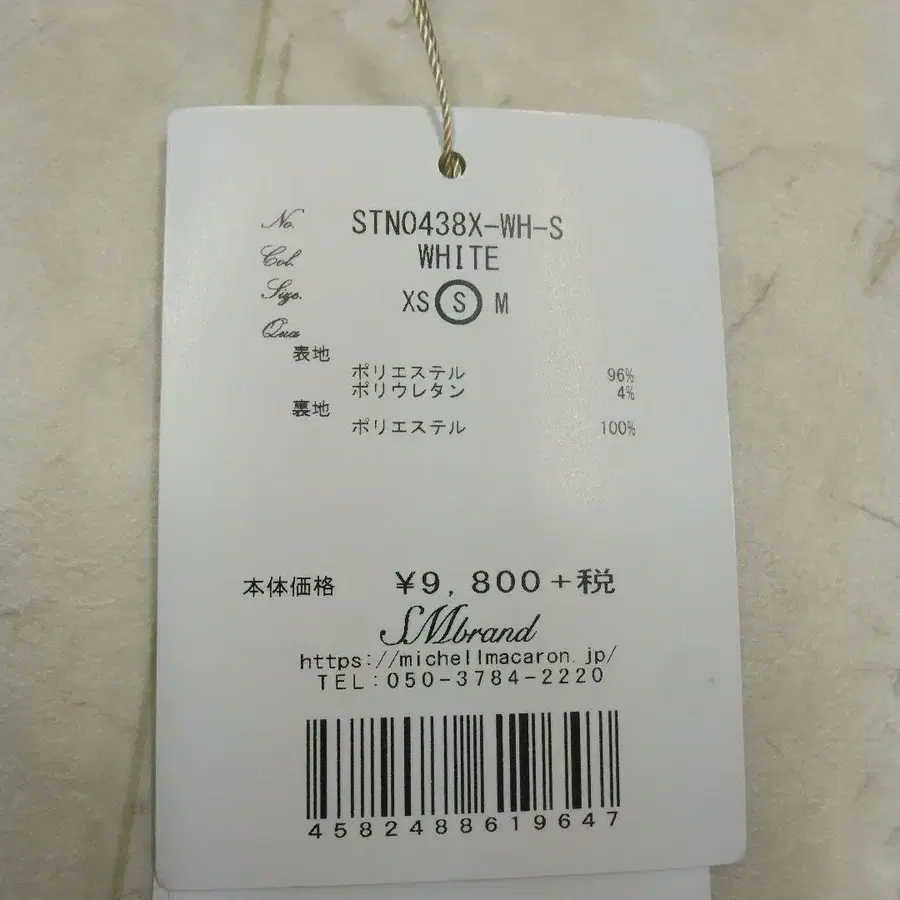 No. STN0438X-WH-S
Col. WHITE
Size. XS S M
Qua
表地
ポリエステル 96%
ポリウレタン 4%
裏地
ポリエステル 100%
本体価格 ¥9,800+税
SMbrand
https://michellmacaron.jp/
TEL:050-3784-2220
4582488619647